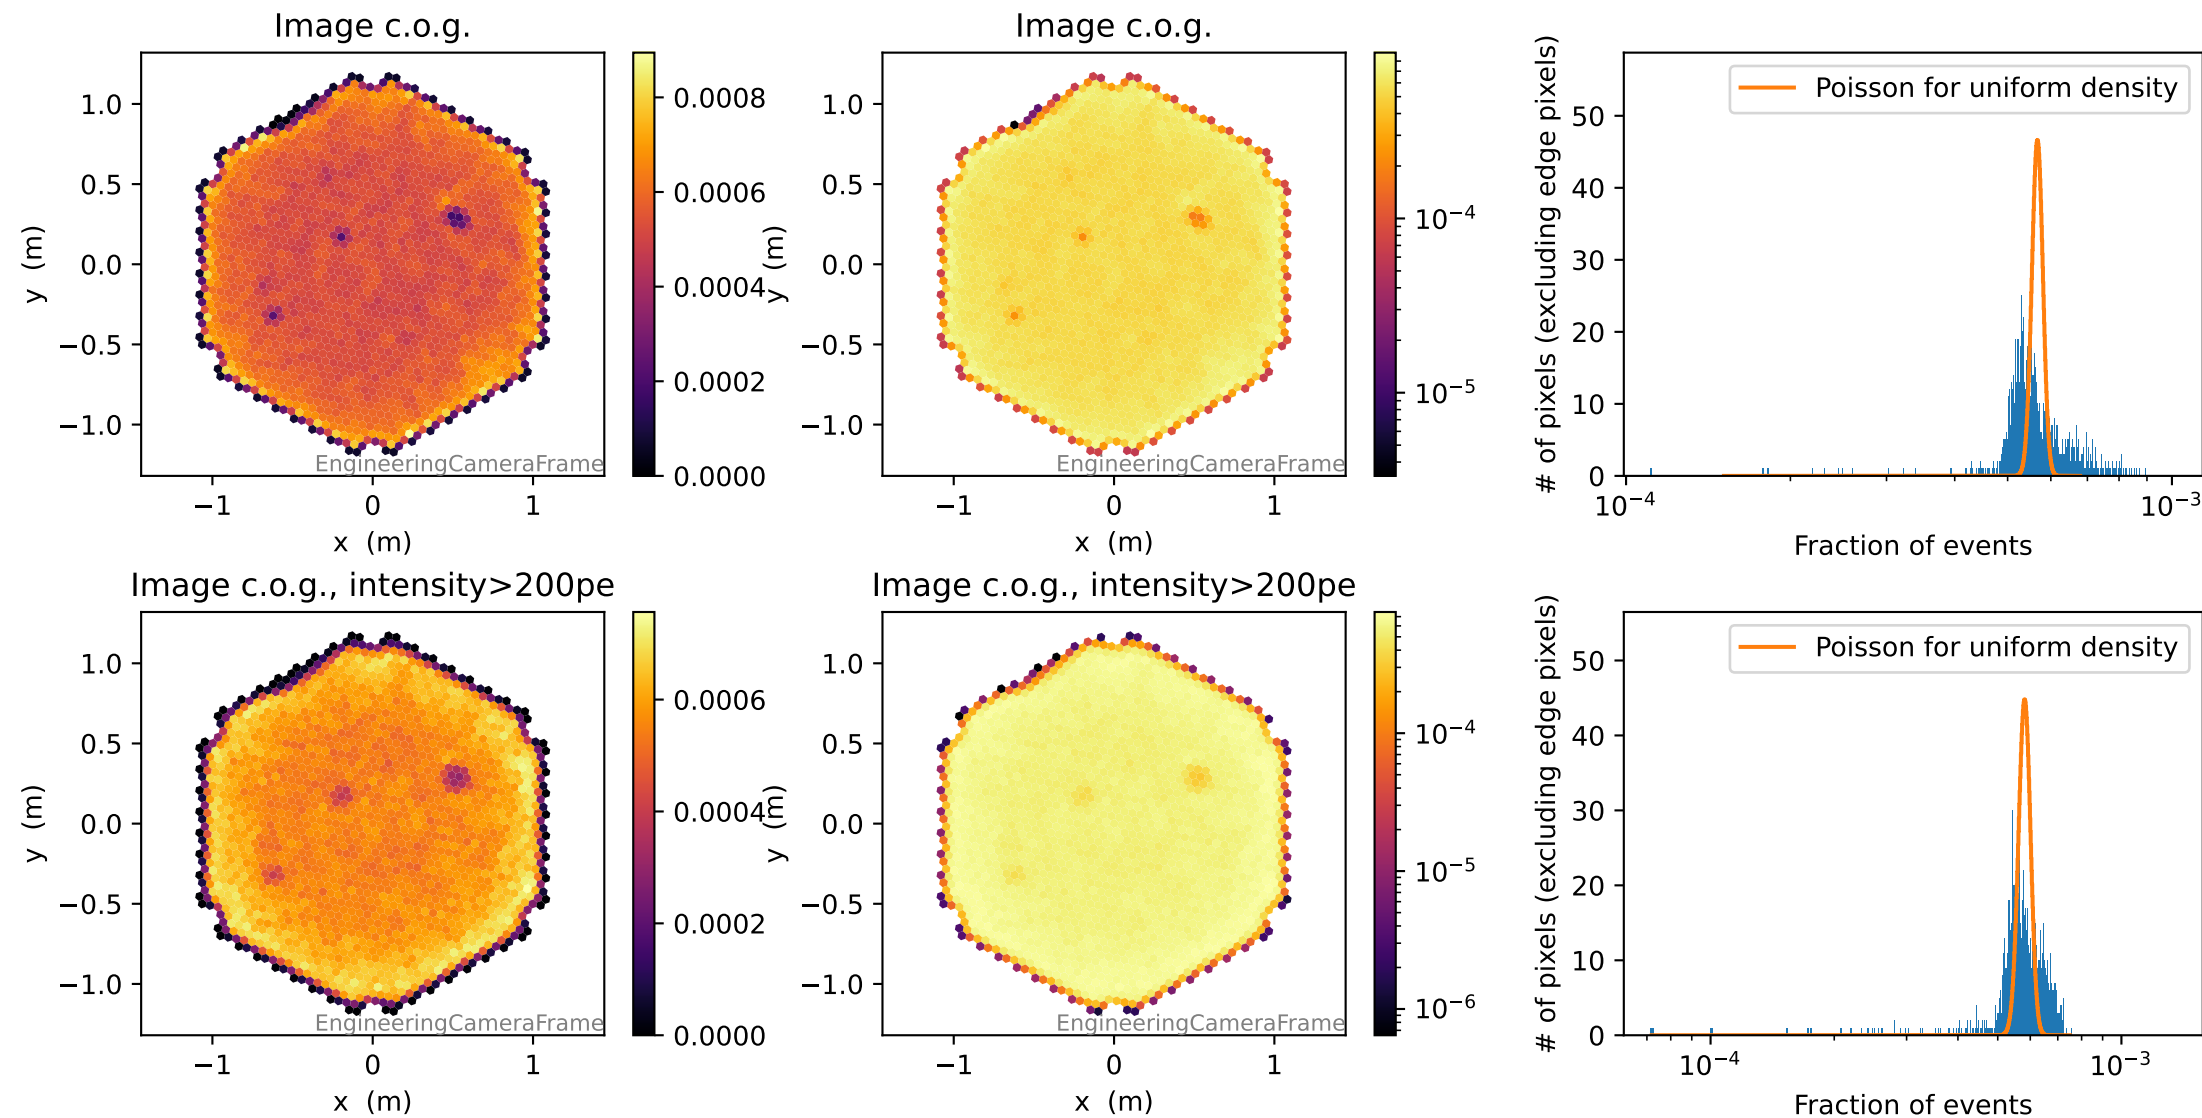 Image c.o.g.
1.0
0.5
0.0
−0.5
−1.0
y (m)
−1 0 1
x (m)
EngineeringCameraFrame
0.0008
0.0006
0.0004
0.0002
0.0000
Image c.o.g.
1.0
0.5
0.0
−0.5
−1.0
y (m)
−1 0 1
x (m)
EngineeringCameraFrame
10−4
10−5
# of pixels (excluding edge pixels)
50
40
30
20
10
0
Poisson for uniform density
10−4 10−3
Fraction of events
Image c.o.g., intensity>200pe
1.0
0.5
0.0
−0.5
−1.0
y (m)
−1 0 1
x (m)
EngineeringCameraFrame
0.0006
0.0004
0.0002
0.0000
Image c.o.g., intensity>200pe
1.0
0.5
0.0
−0.5
−1.0
y (m)
−1 0 1
x (m)
EngineeringCameraFrame
10−4
10−5
10−6
# of pixels (excluding edge pixels)
50
40
30
20
10
0
Poisson for uniform density
10−4 10−3
Fraction of events